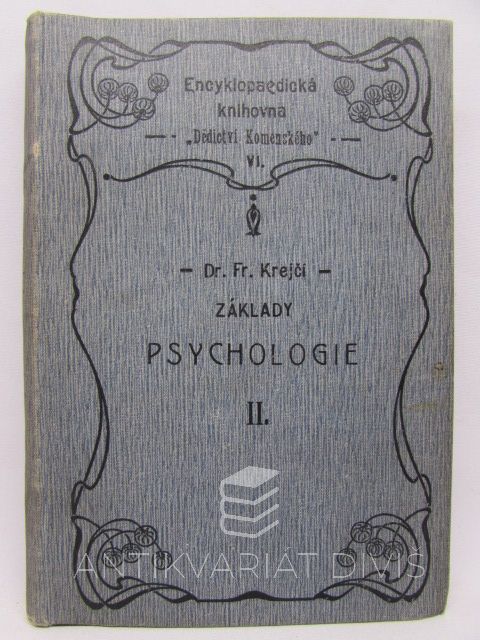 Encyklopaedická
knihovna
— - „Dědictví Komenského" - —
VI.
— Dr. Fr. Krejčí —
ZÁKLADY
PSYCHOLOGIE
II.
ANTIKVARIÁT DIVIŠ